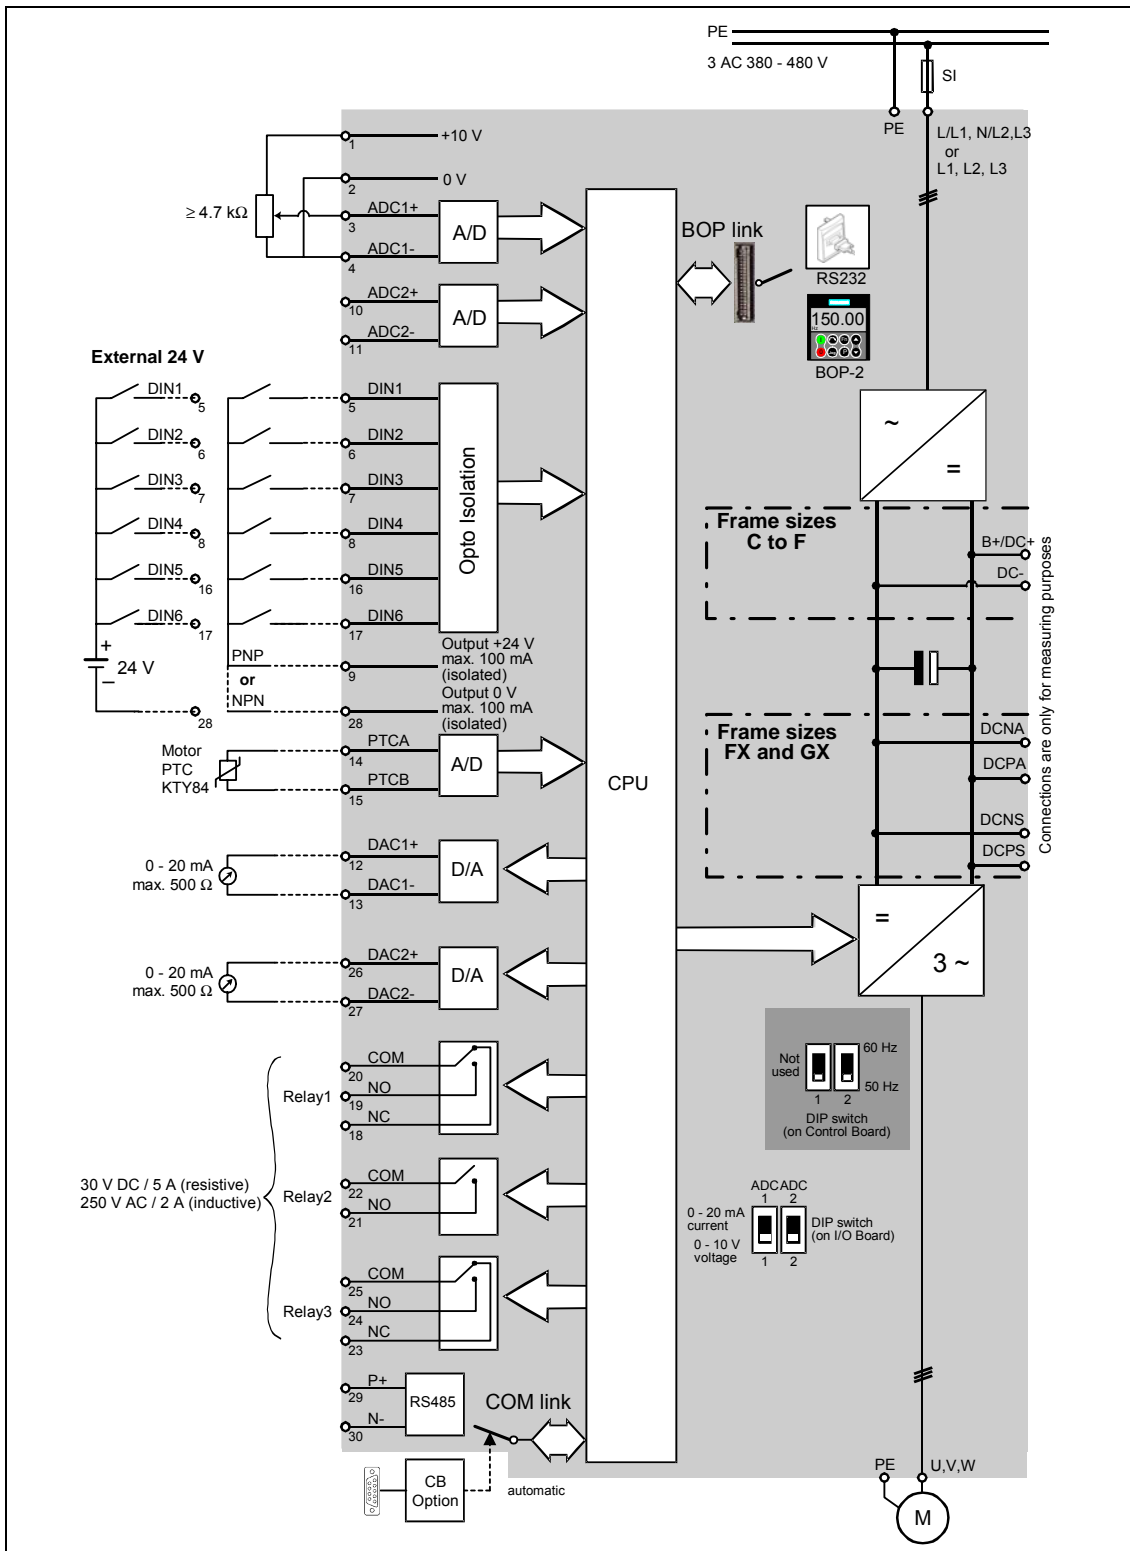 PE
3 AC 380 - 480 V
SI
PE
L/L1, N/L2,L3
or
L1, L2, L3
1
+10 V
2
0 V
≥ 4.7 kΩ
3
ADC1+
4
ADC1-
A/D
10
ADC2+
11
ADC2-
A/D
BOP link
RS232
150.00
Hz
BOP-2
External 24 V
DIN1
5
DIN2
6
DIN3
7
DIN4
8
DIN5
16
DIN6
17
+
24 V
–
28
DIN1
5
DIN2
6
DIN3
7
DIN4
8
DIN5
16
DIN6
17
Opto Isolation
PNP
or
NPN
9
Output +24 V
max. 100 mA
(isolated)
28
Output 0 V
max. 100 mA
(isolated)
Motor
PTC
KTY84
PTCA
14
PTCB
15
A/D
CPU
~
=
Frame sizes
C to F
B+/DC+
DC-
Frame sizes
FX and GX
DCNA
DCPA
DCNS
DCPS
Connections are only for measuring purposes
=
3 ~
0 - 20 mA
max. 500 Ω
DAC1+
12
DAC1-
13
D/A
0 - 20 mA
max. 500 Ω
DAC2+
26
DAC2-
27
D/A
30 V DC / 5 A (resistive)
250 V AC / 2 A (inductive)
Relay1
COM
20
NO
19
NC
18
Relay2
COM
22
NO
21
Relay3
COM
25
NO
24
NC
23
Not
used
60 Hz
50 Hz
1 2
DIP switch
(on Control Board)
ADC ADC
1 2
0 - 20 mA
current
0 - 10 V
voltage
1 2
DIP switch
(on I/O Board)
P+
29
N-
30
RS485
COM link
CB
Option
automatic
PE
U,V,W
M